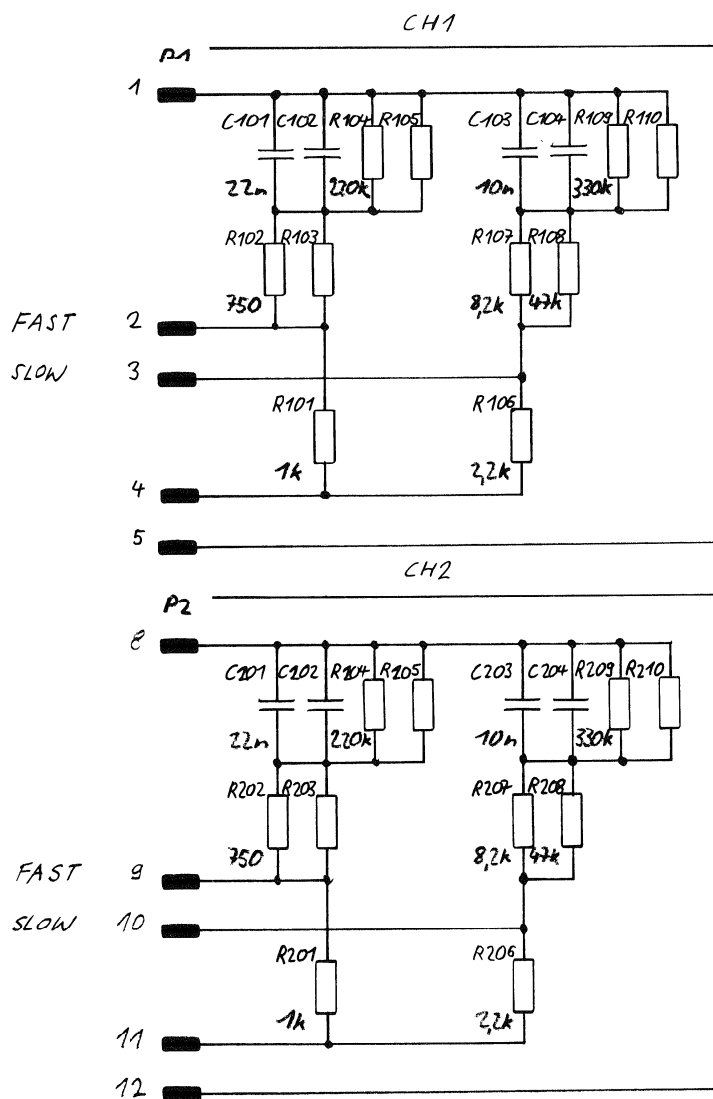 CH1
P1
1
C101 C102 R104 R105 C103 C104 R109 R110
22n 220k 10n 330k
R102 R103 R107 R108
750 8,2k 47k
FAST 2
SLOW 3
R101 R106
1k 2,2k
4
5
CH2
P2
8
C201 C202 R204 R205 C203 C204 R209 R210
22n 220k 10n 330k
R202 R203 R207 R208
750 8,2k 47k
FAST 9
SLOW 10
R201 R206
1k 2,2k
11
12